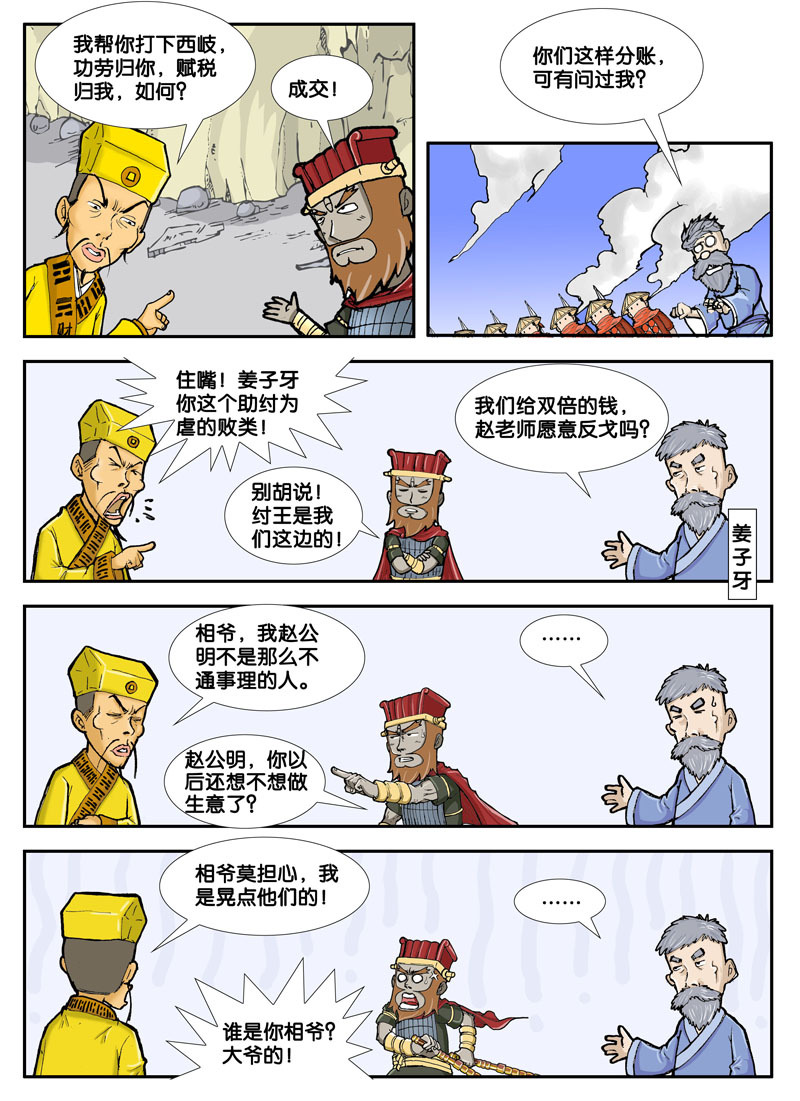 我帮你打下西岐，
功劳归你，赋税
归我，如何？
成交！
你们这样分账，
可有问过我？
住嘴！姜子牙
你这个助纣为
虐的败类！
别胡说！
纣王是我
们这边的！
我们给双倍的钱，
赵老师愿意反戈吗？
姜子牙
相爷，我赵公
明不是那么不
通事理的人。
赵公明，你以
后还想不想做
生意了？
……
相爷莫担心，我
是晃点他们的！
谁是你相爷？
大爷的！
……